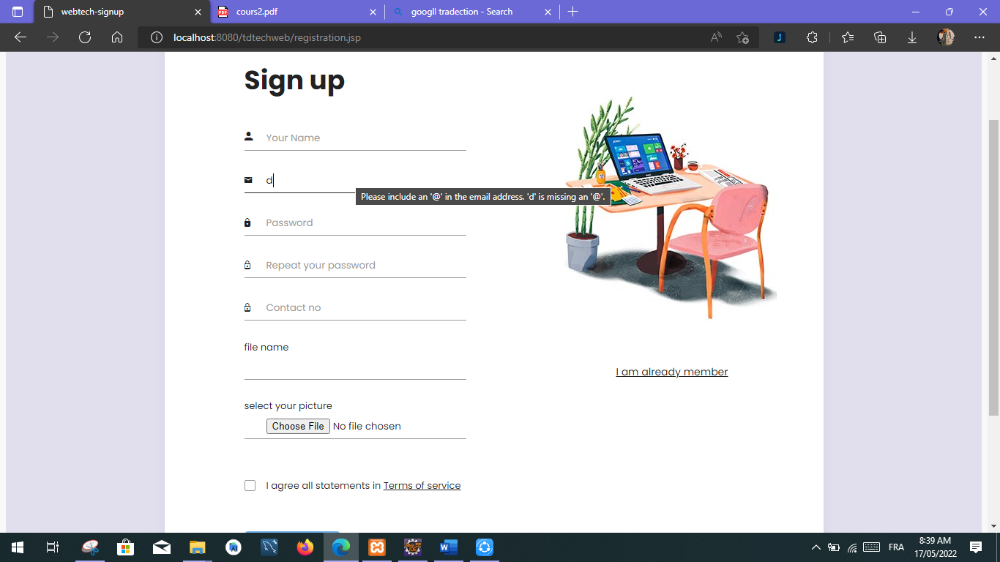 webtech-signup
cours2.pdf
googll tradection - Search
localhost:8080/tdtechweb/registration.jsp
Sign up
Your Name
d
Please include an '@' in the email address. 'd' is missing an '@'.
Password
Repeat your password
Contact no
file name
I am already member
select your picture
Choose File No file chosen
I agree all statements in Terms of service
FRA
8:39 AM
17/05/2022